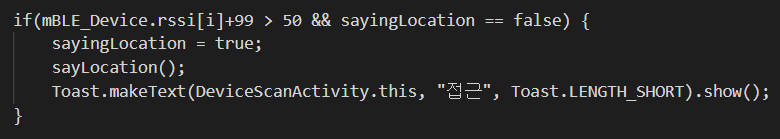 if(mBLE_Device.rssi[i]+99 > 50 && sayingLocation == false) {
    sayingLocation = true;
    sayLocation();
    Toast.makeText(DeviceScanActivity.this, "접근", Toast.LENGTH_SHORT).show();
}